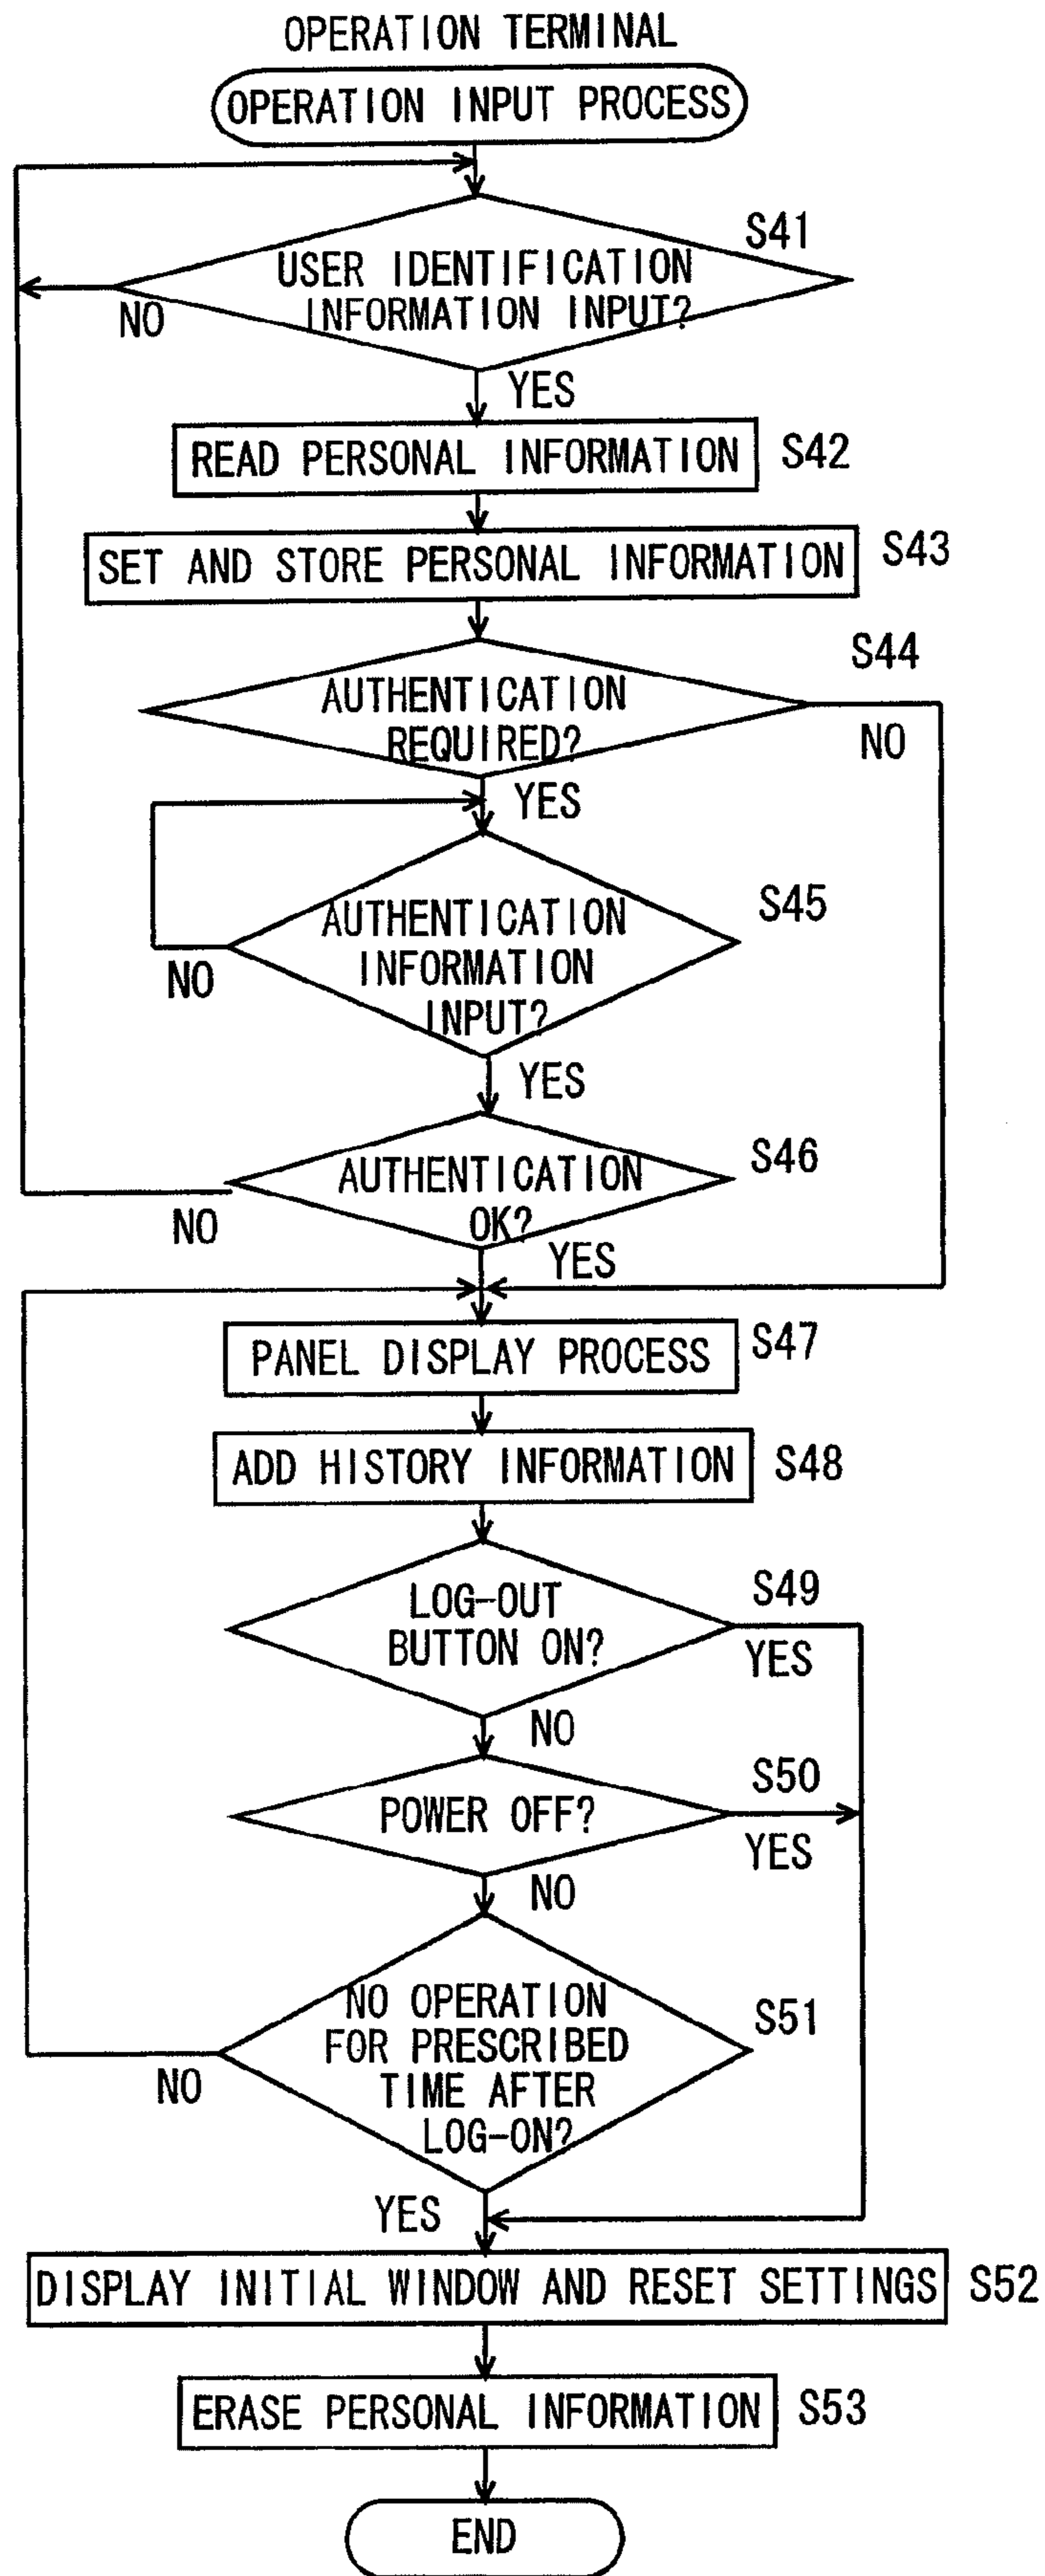 OPERATION TERMINAL
OPERATION INPUT PROCESS
S41
USER IDENTIFICATION
INFORMATION INPUT?
NO
YES
READ PERSONAL INFORMATION
S42
SET AND STORE PERSONAL INFORMATION
S43
S44
AUTHENTICATION
REQUIRED?
NO
YES
S45
AUTHENTICATION
INFORMATION
INPUT?
NO
YES
S46
AUTHENTICATION
OK?
NO
YES
S47
PANEL DISPLAY PROCESS
ADD HISTORY INFORMATION
S48
S49
LOG-OUT
BUTTON ON?
YES
NO
S50
POWER OFF?
YES
NO
NO OPERATION
S51
FOR PRESCRIBED
TIME AFTER
LOG-ON?
NO
YES
DISPLAY INITIAL WINDOW AND RESET SETTINGS
S52
ERASE PERSONAL INFORMATION
S53
END